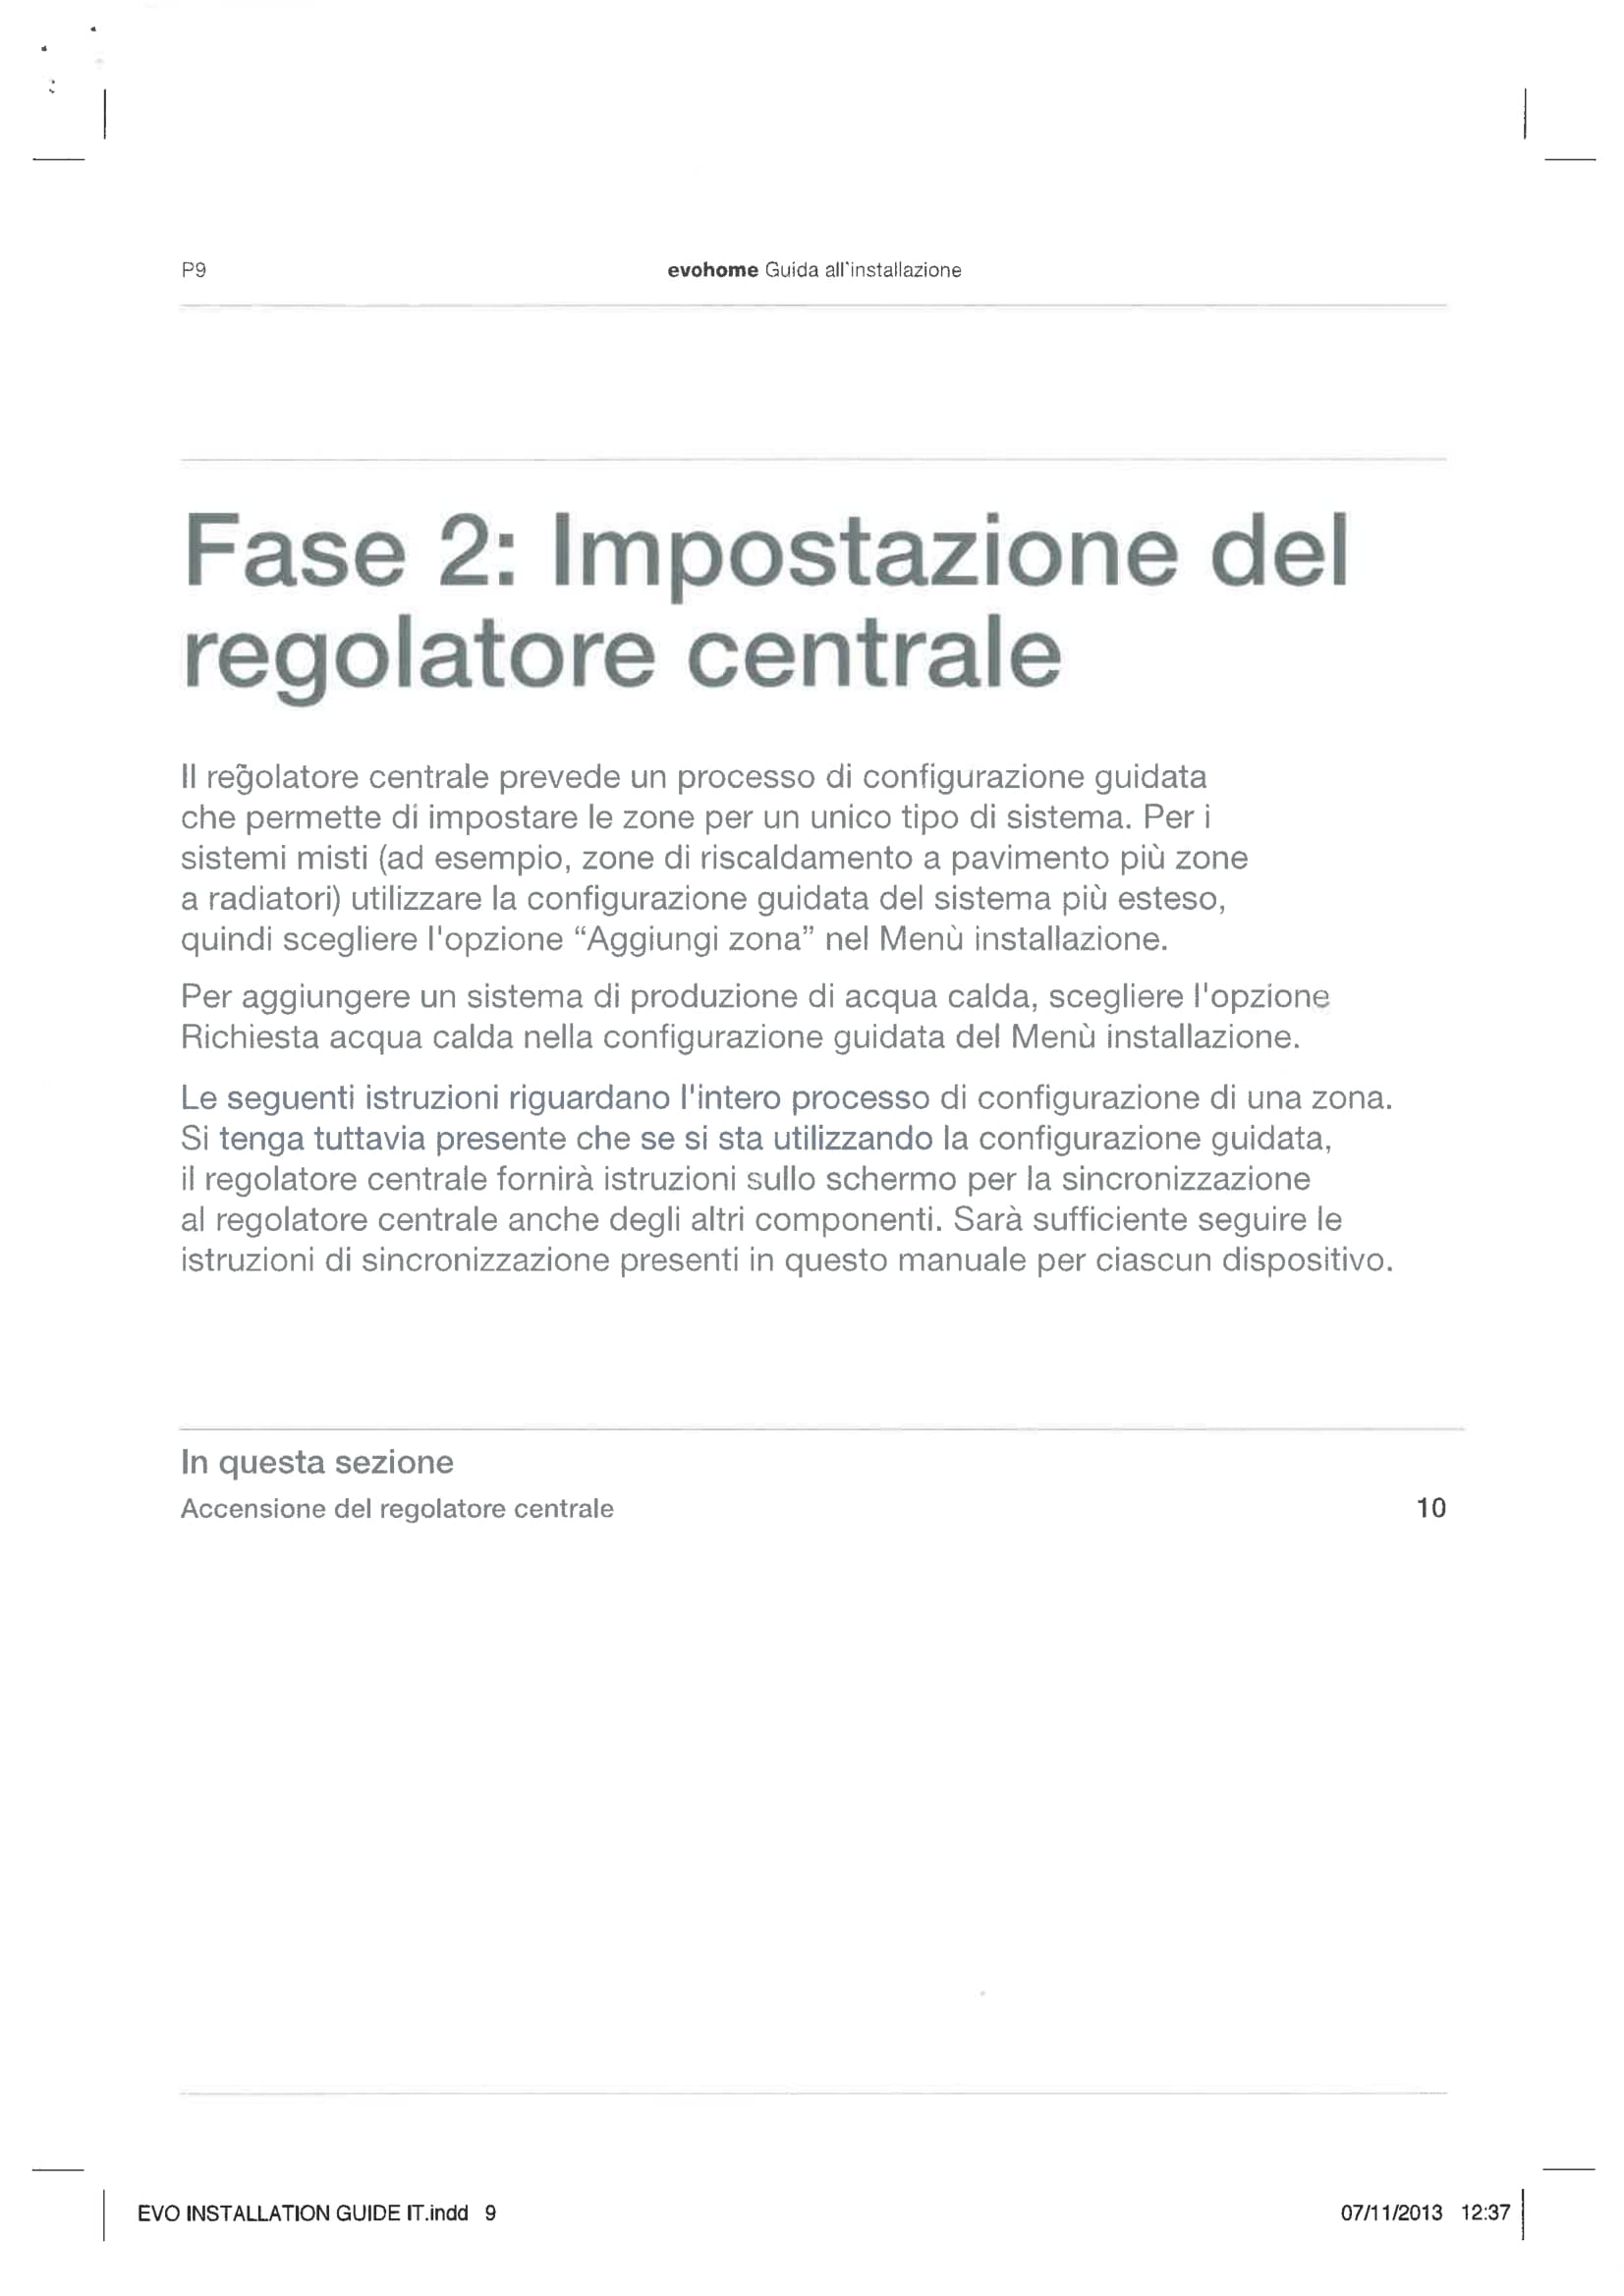 P9
evohome Guida all'installazione
Fase 2: Impostazione del
regolatore centrale
Il regolatore centrale prevede un processo di configurazione guidata
che permette di impostare le zone per un unico tipo di sistema. Per i
sistemi misti (ad esempio, zone di riscaldamento a pavimento più zone
a radiatori) utilizzare la configurazione guidata del sistema più esteso,
quindi scegliere l'opzione “Aggiungi zona” nel Menù installazione.
Per aggiungere un sistema di produzione di acqua calda, scegliere l'opzione
Richiesta acqua calda nella configurazione guidata del Menù installazione.
Le seguenti istruzioni riguardano l'intero processo di configurazione di una zona.
Si tenga tuttavia presente che se si sta utilizzando la configurazione guidata,
il regolatore centrale fornirà istruzioni sullo schermo per la sincronizzazione
al regolatore centrale anche degli altri componenti. Sarà sufficiente seguire le
istruzioni di sincronizzazione presenti in questo manuale per ciascun dispositivo.
In questa sezione
Accensione del regolatore centrale 10
EVO INSTALLATION GUIDE IT.indd 9
07/11/2013 12:37